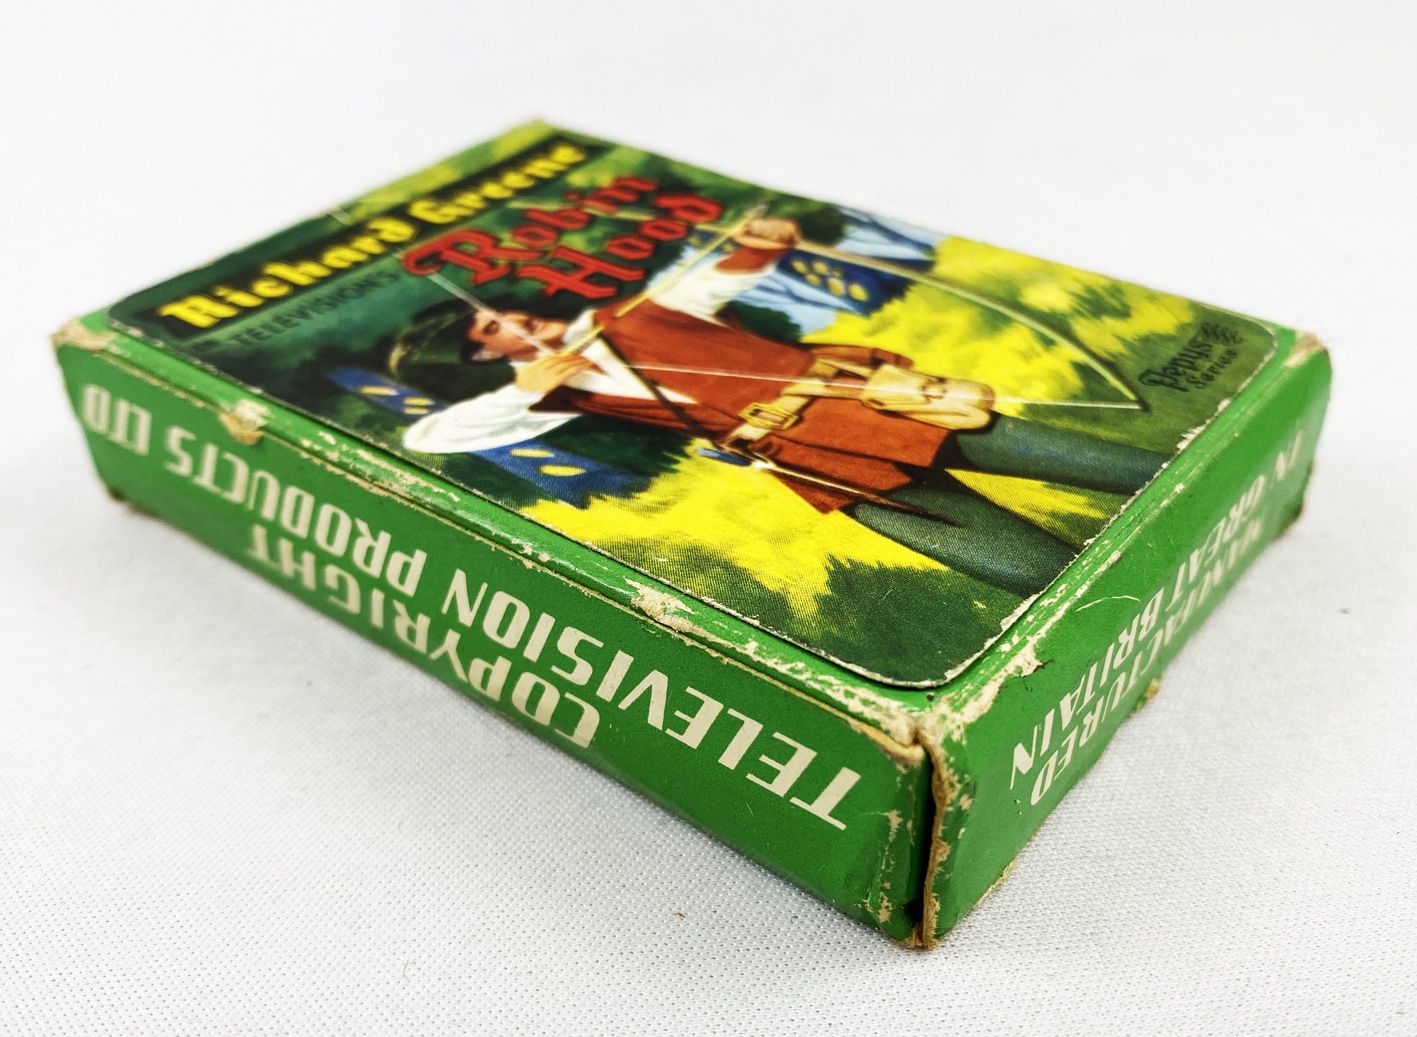 Richard Greene
TELEVISION'S
Robin
Hood
Pepys
Series
COPYRIGHT
TELEVISION PRODUCTS LTD
MANUFACTURED
IN GREAT BRITAIN